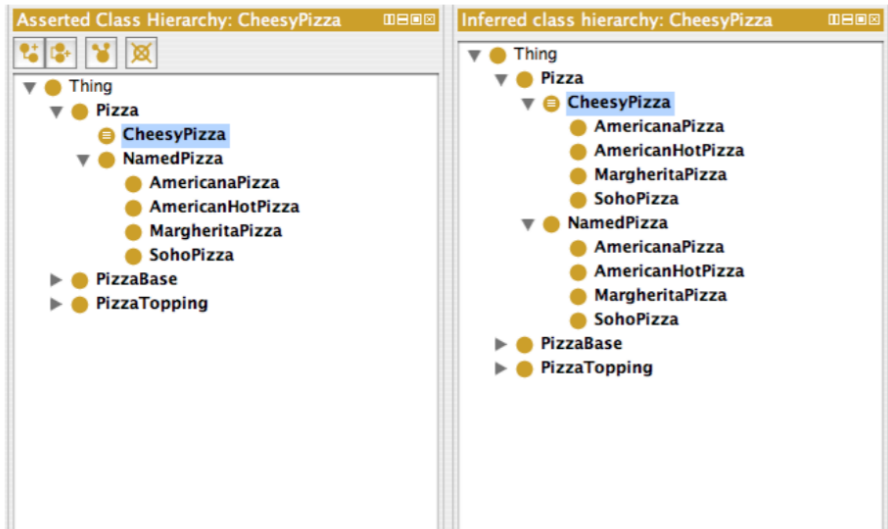 Asserted Class Hierarchy: CheesyPizza
Thing
Pizza
CheesyPizza
NamedPizza
AmericanaPizza
AmericanHotPizza
MargheritaPizza
SohoPizza
PizzaBase
PizzaTopping
Inferred class hierarchy: CheesyPizza
Thing
Pizza
CheesyPizza
AmericanaPizza
AmericanHotPizza
MargheritaPizza
SohoPizza
NamedPizza
AmericanaPizza
AmericanHotPizza
MargheritaPizza
SohoPizza
PizzaBase
PizzaTopping